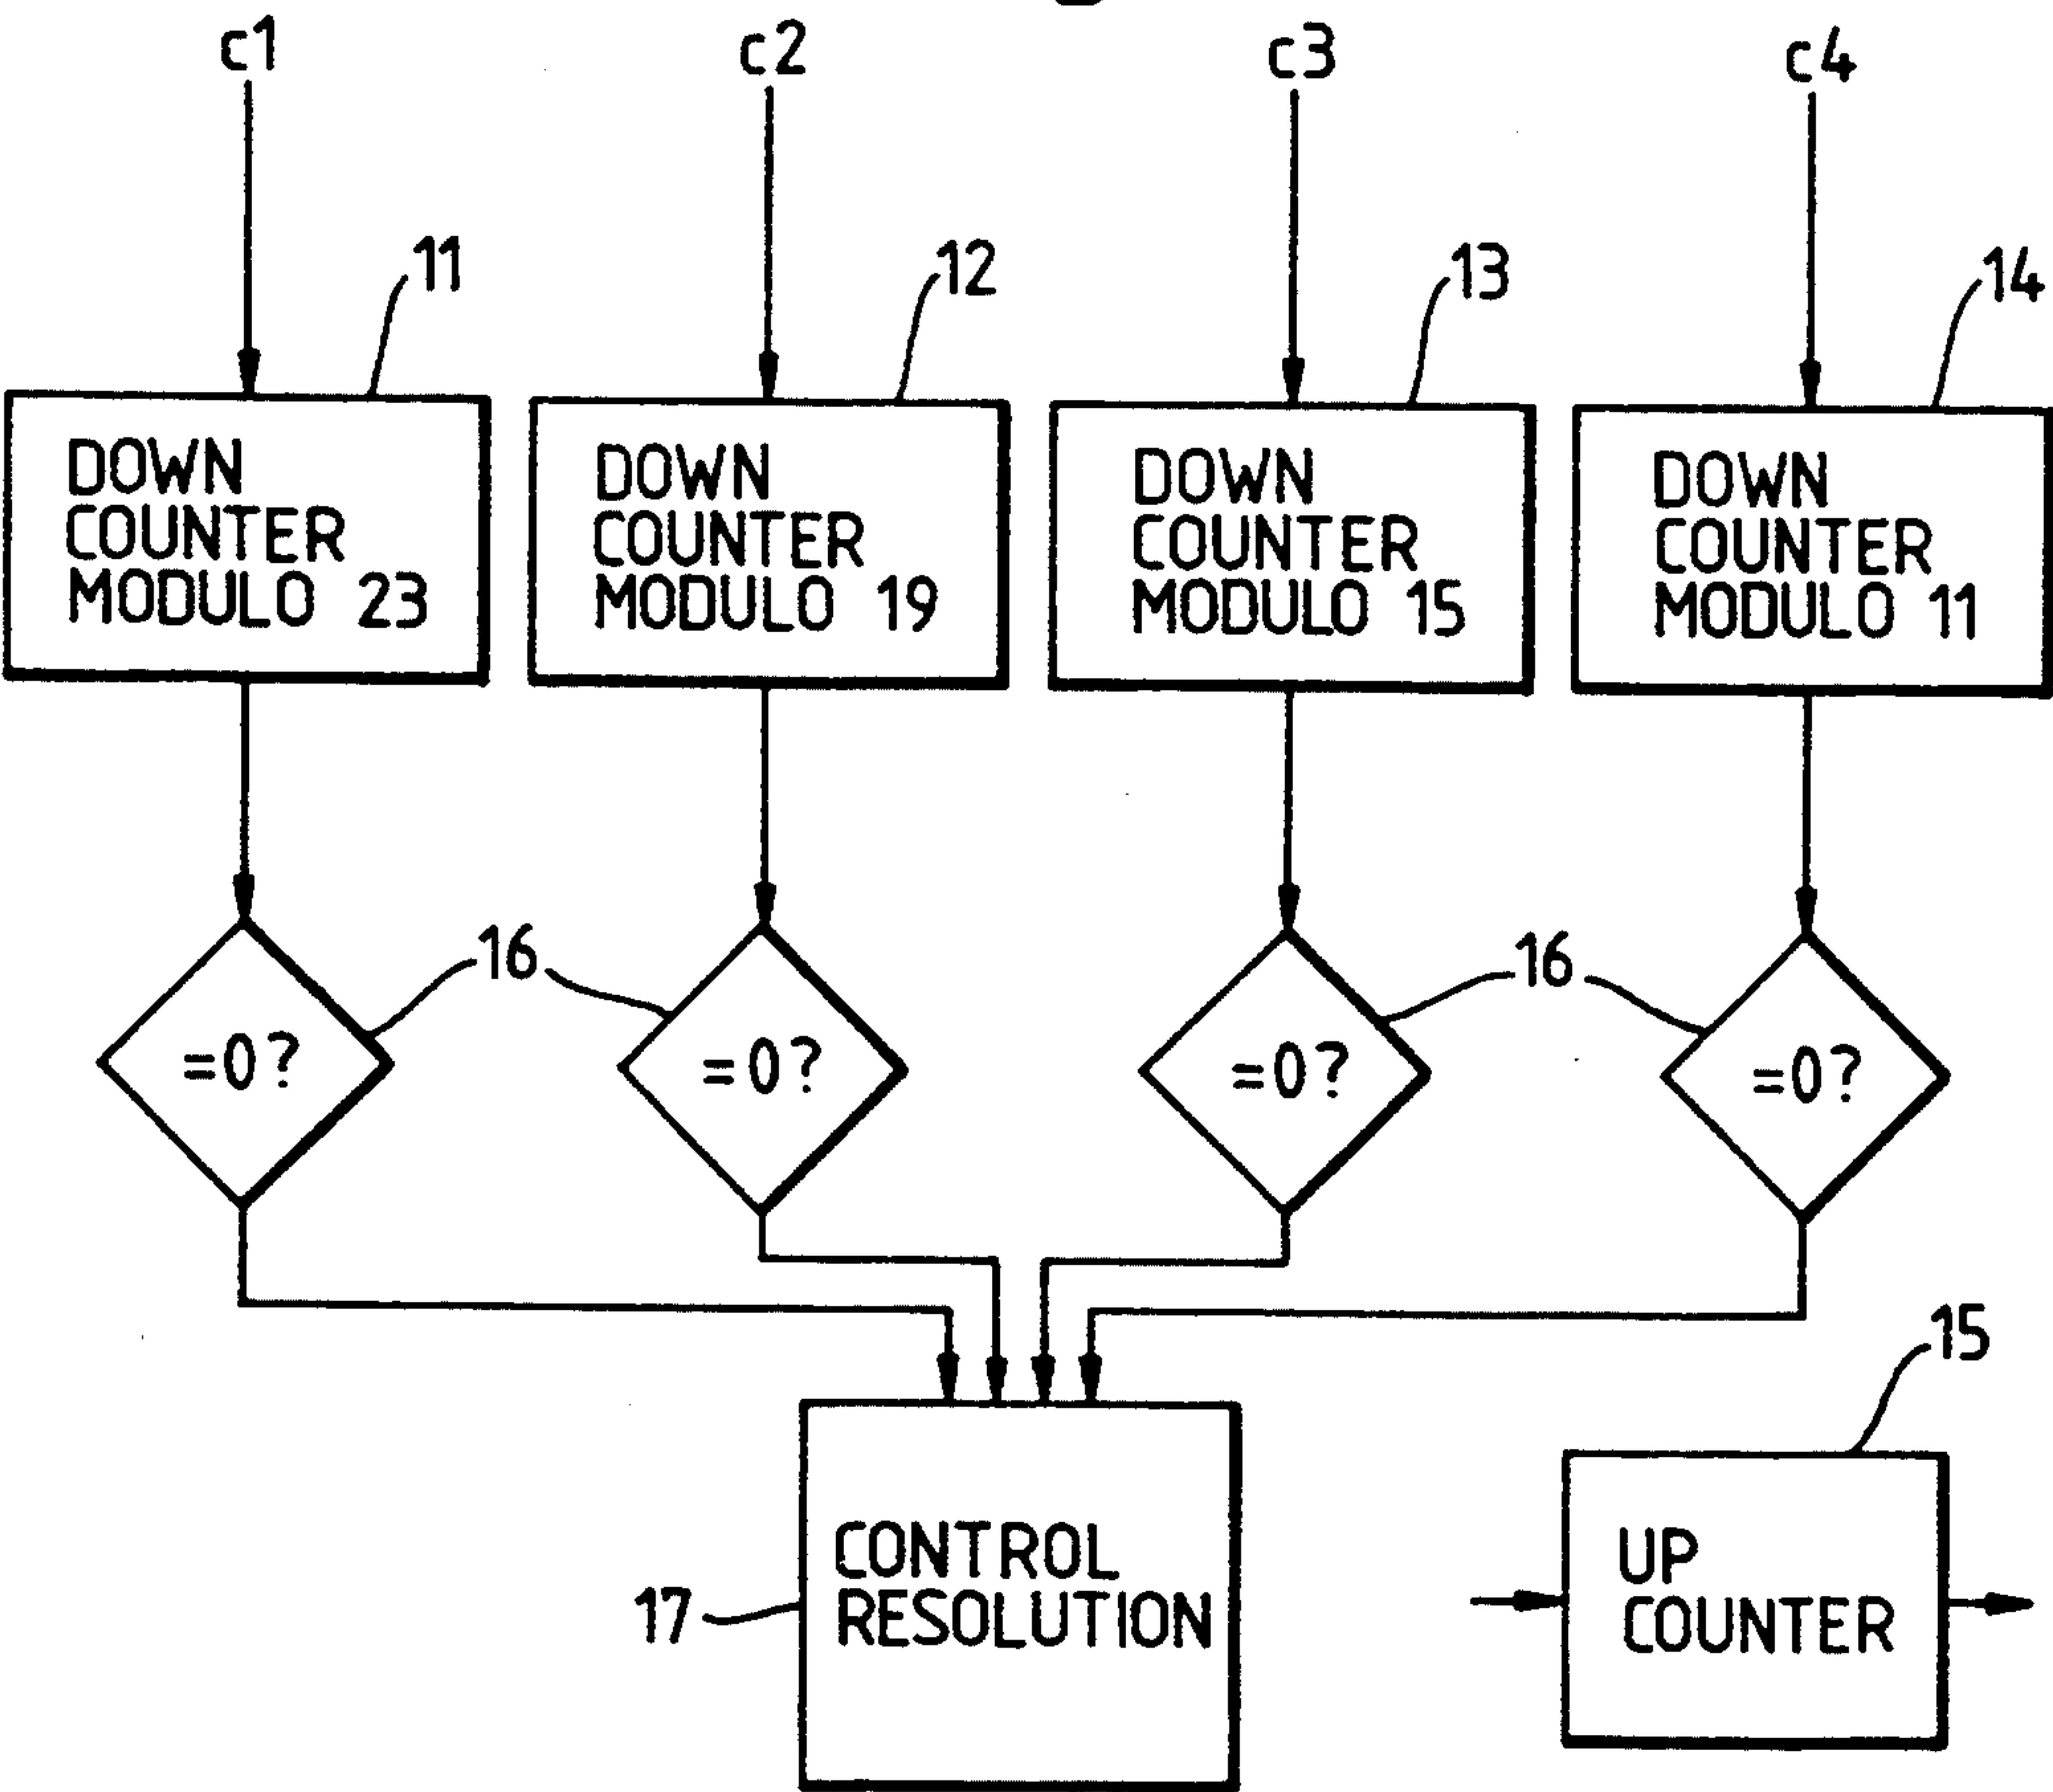 c1 c2 c3 c4
11 12 13 14
DOWN
COUNTER
MODULO 23
DOWN
COUNTER
MODULO 19
DOWN
COUNTER
MODULO 15
DOWN
COUNTER
MODULO 11
16 16
=0? =0? =0? =0?
15
17
CONTROL
RESOLUTION
UP
COUNTER